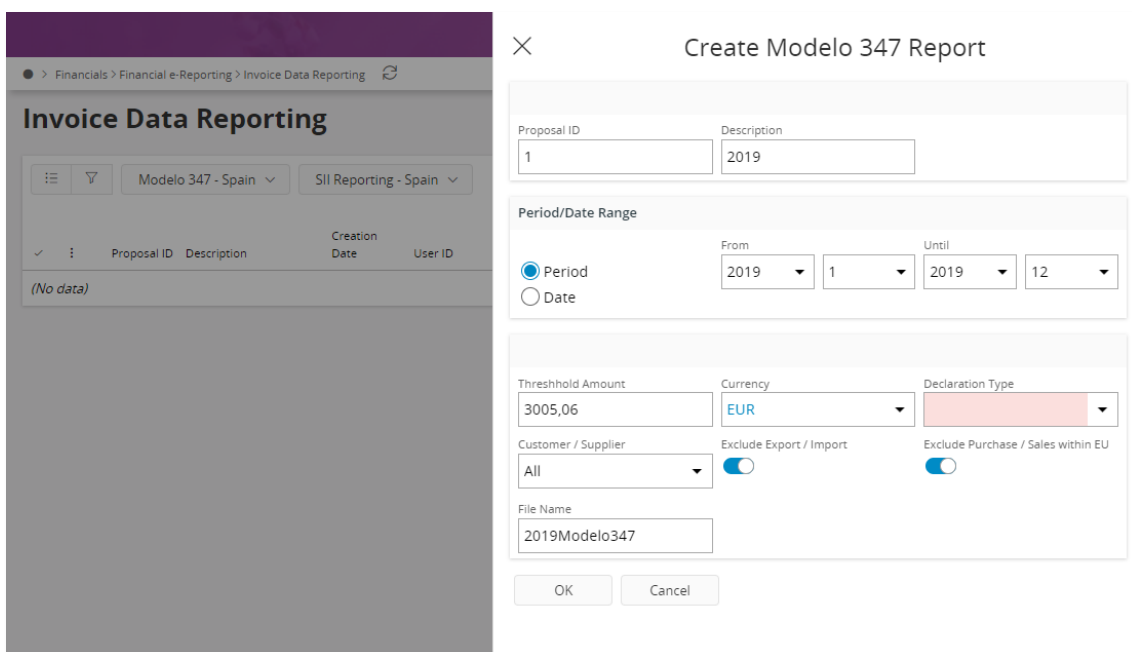 Financials > Financial e-Reporting > Invoice Data Reporting
Invoice Data Reporting
Modelo 347 - Spain
SII Reporting - Spain
Proposal ID Description Creation Date User ID
(No data)
Create Modelo 347 Report
Proposal ID Description
1 2019
Period/Date Range
From Until
Period 2019 1 2019 12
Date
Threshhold Amount Currency Declaration Type
3005,06 EUR
Customer / Supplier Exclude Export / Import Exclude Purchase / Sales within EU
All
File Name
2019Modelo347
OK Cancel